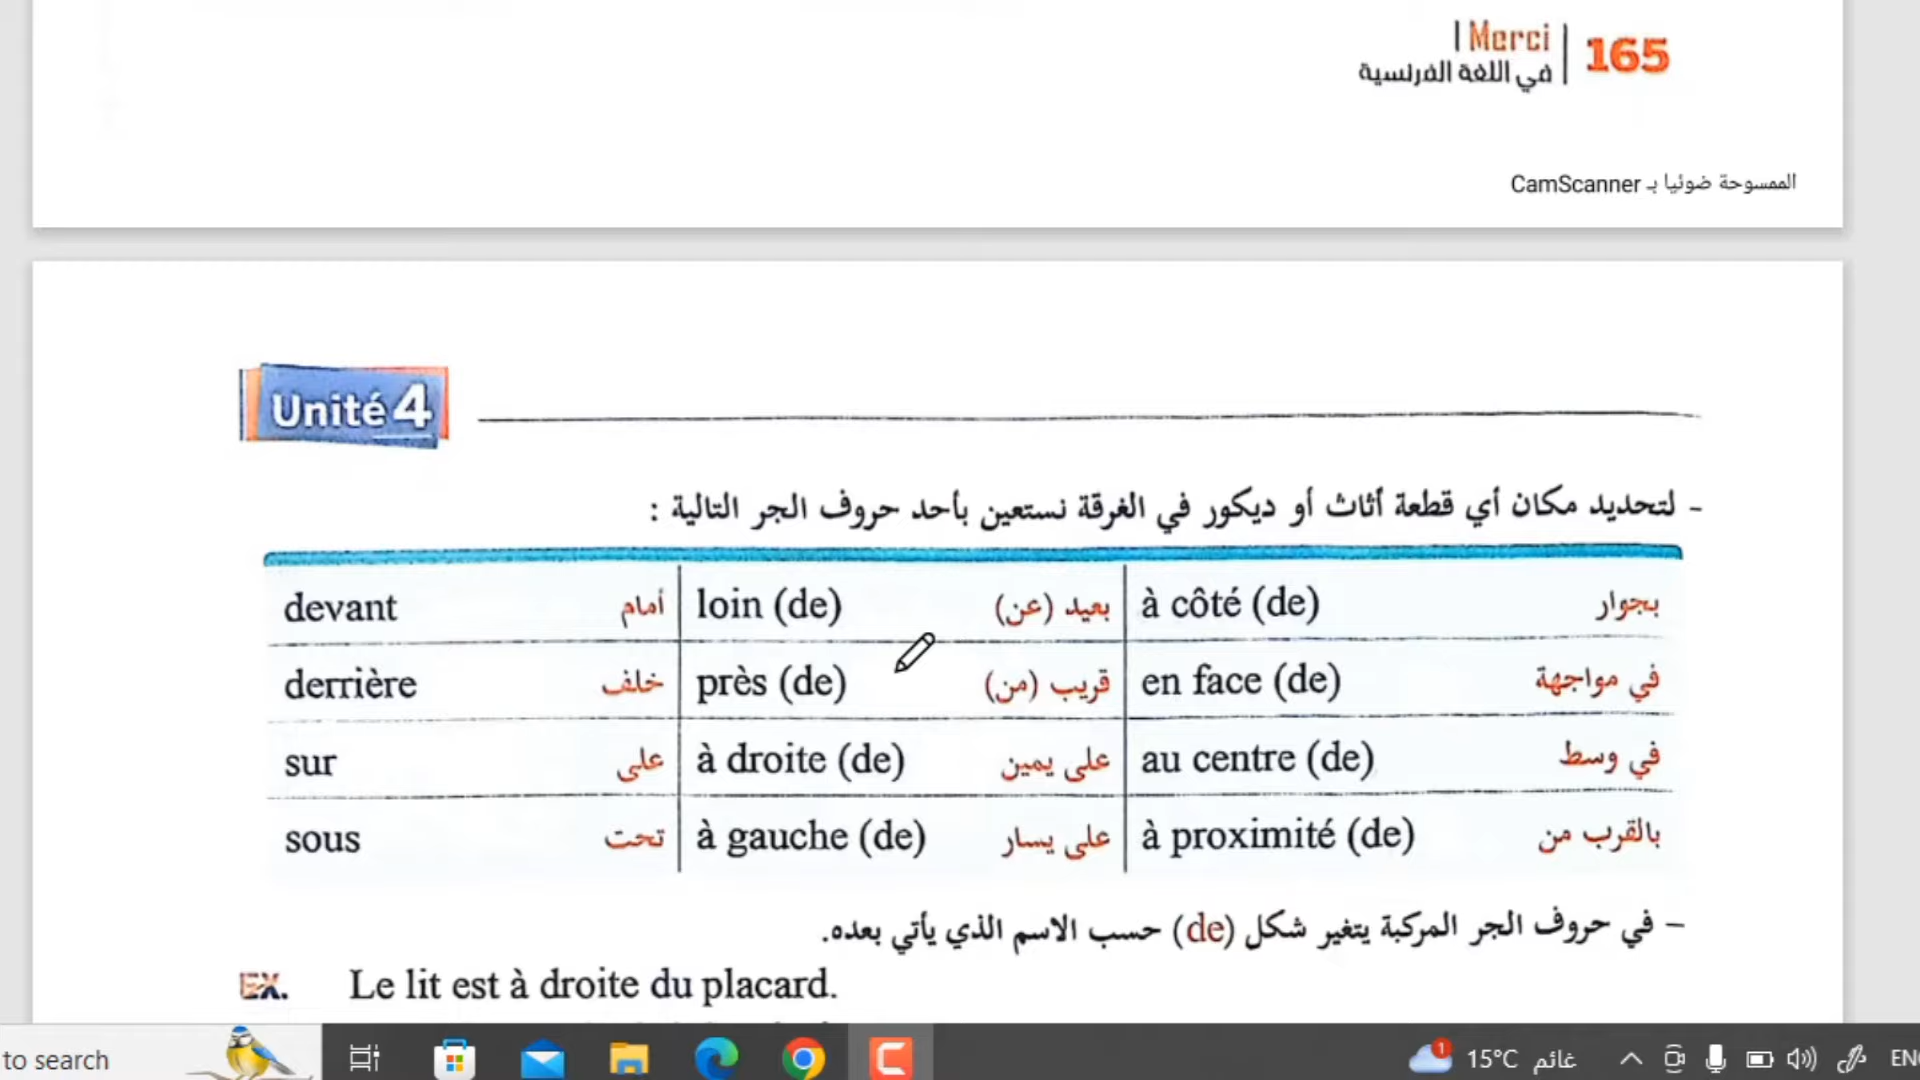 | Merci | 165
في اللغة الفرنسية
الممسوحة ضوئيا بـ CamScanner
Unité 4
- لتحديد مكان أي قطعة أثاث أو ديكور في الغرفة نستعين بأحد حروف الجر التالية :
devant أمام loin (de) بعيد (عن) à côté (de) بجوار
derrière خلف près (de) قريب (من) en face (de) في مواجهة
sur على à droite (de) على يمين au centre (de) في وسط
sous تحت à gauche (de) على يسار à proximité (de) بالقرب من
- في حروف الجر المركبة يتغير شكل (de) حسب الاسم الذي يأتي بعده.
EX. Le lit est à droite du placard.
to search
1
15°C غائم
ENG